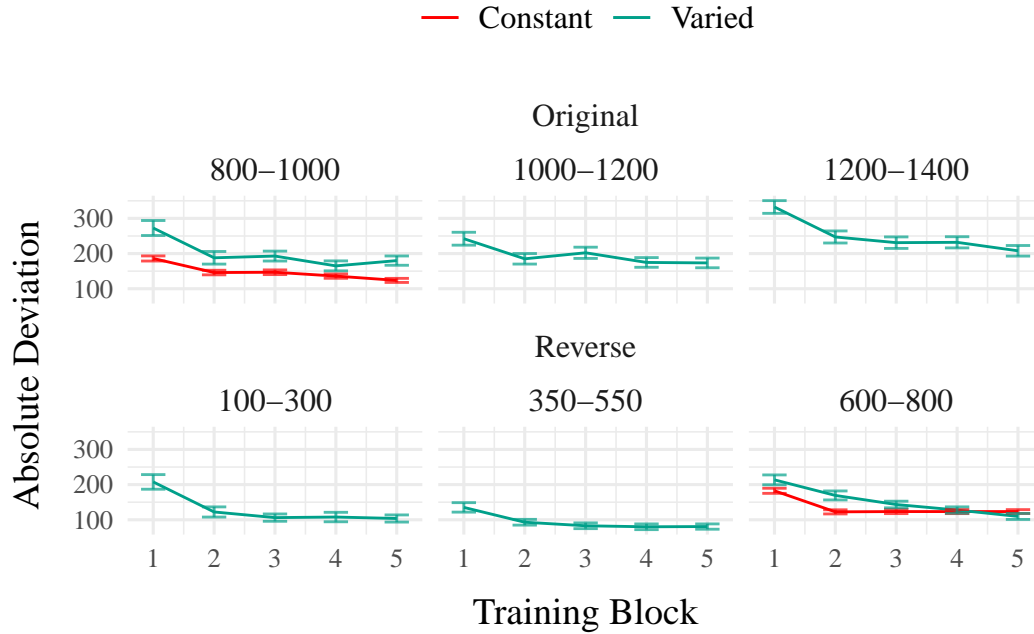 Constant Varied
Original
800–1000 1000–1200 1200–1400
300
200
100
Absolute Deviation
Reverse
100–300 350–550 600–800
300
200
100
1 2 3 4 5 1 2 3 4 5 1 2 3 4 5
Training Block